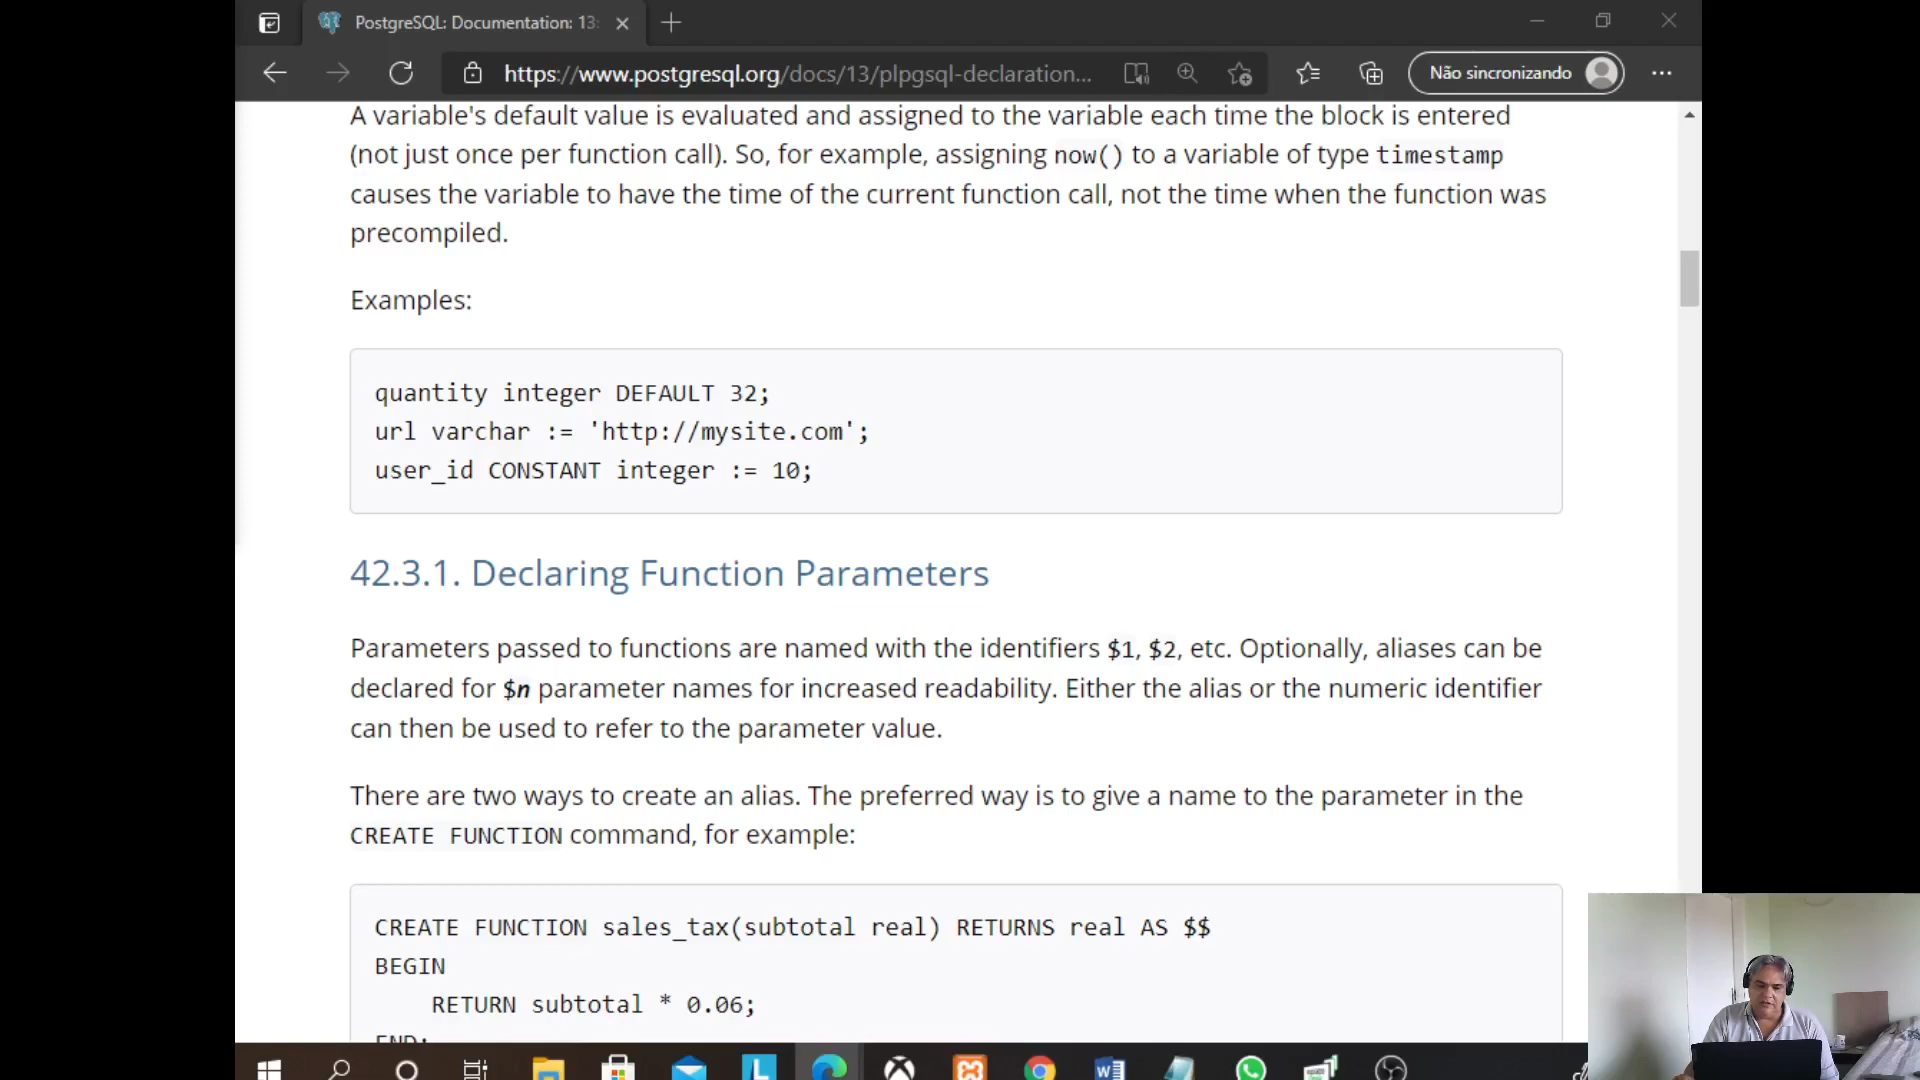 PostgreSQL: Documentation: 13:
https://www.postgresql.org/docs/13/plpgsql-declaration...
Não sincronizando
A variable's default value is evaluated and assigned to the variable each time the block is entered
(not just once per function call). So, for example, assigning now() to a variable of type timestamp
causes the variable to have the time of the current function call, not the time when the function was
precompiled.
Examples:
quantity integer DEFAULT 32;
url varchar := 'http://mysite.com';
user_id CONSTANT integer := 10;
42.3.1. Declaring Function Parameters
Parameters passed to functions are named with the identifiers $1, $2, etc. Optionally, aliases can be
declared for $n parameter names for increased readability. Either the alias or the numeric identifier
can then be used to refer to the parameter value.
There are two ways to create an alias. The preferred way is to give a name to the parameter in the
CREATE FUNCTION command, for example:
CREATE FUNCTION sales_tax(subtotal real) RETURNS real AS $$
BEGIN
RETURN subtotal * 0.06;
END;